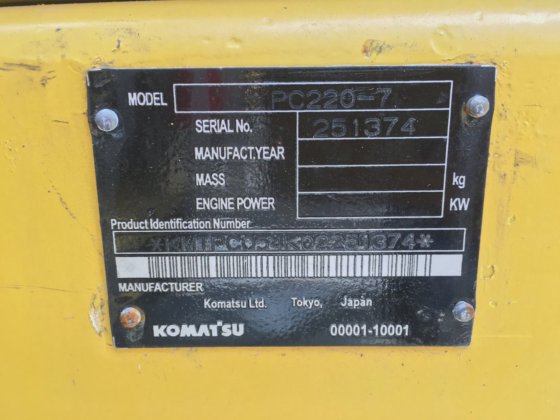 MODEL PC220-7
SERIAL No. 251374
MANUFACT.YEAR
MASS kg
ENGINE POWER KW
Product Identification Number
MANUFACTURER
Komatsu Ltd. Tokyo, Japan
KOMATSU 00001-10001